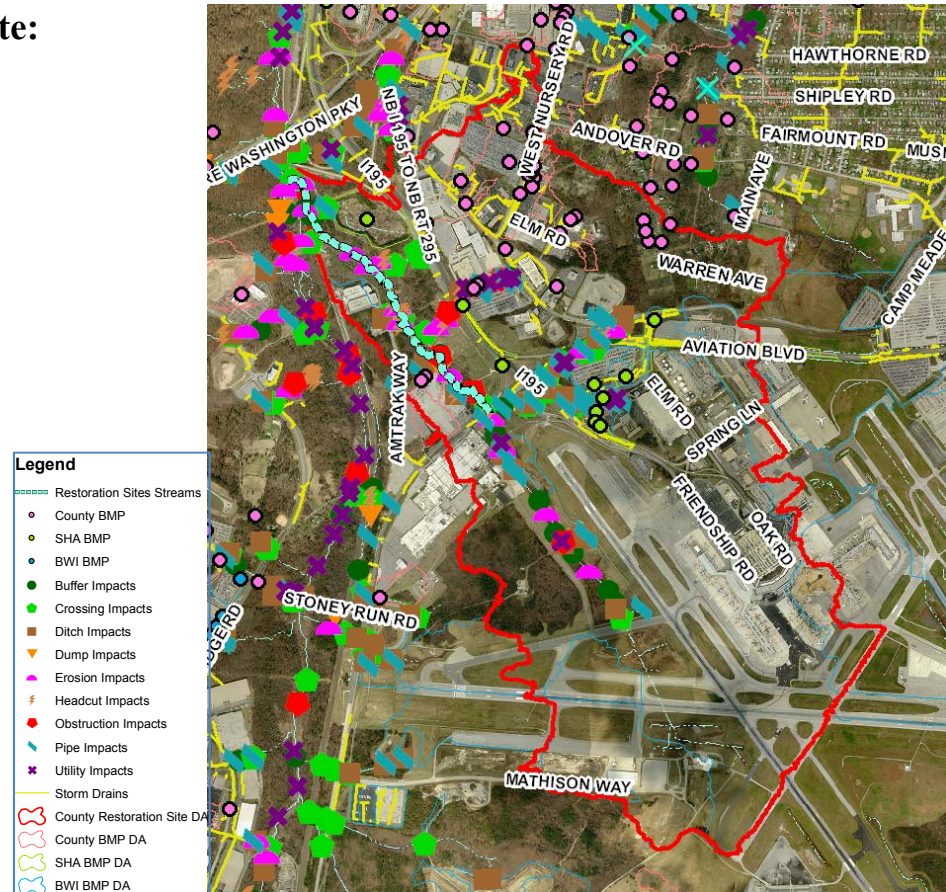 te:
HAWTHORNE RD
SHIPLEY RD
FAIRMOUNT RD
ANDOVER RD
WEST NURSERY RD
WASHINGTON PKY
I195
NB I 195 TO NB RT 295
MAIN AVE
ELM RD
WARREN AVE
CAMP MEADE
AVIATION BLVD
AMTRAK WAY
I195
ELM RD
SPRING LN
FRIENDSHIP RD
OAK RD
STONEY RUN RD
MATHISON WAY
Legend
Restoration Sites Streams
County BMP
SHA BMP
BWI BMP
Buffer Impacts
Crossing Impacts
Ditch Impacts
Dump Impacts
Erosion Impacts
Headcut Impacts
Obstruction Impacts
Pipe Impacts
Utility Impacts
Storm Drains
County Restoration Site DA
County BMP DA
SHA BMP DA
BWI BMP DA